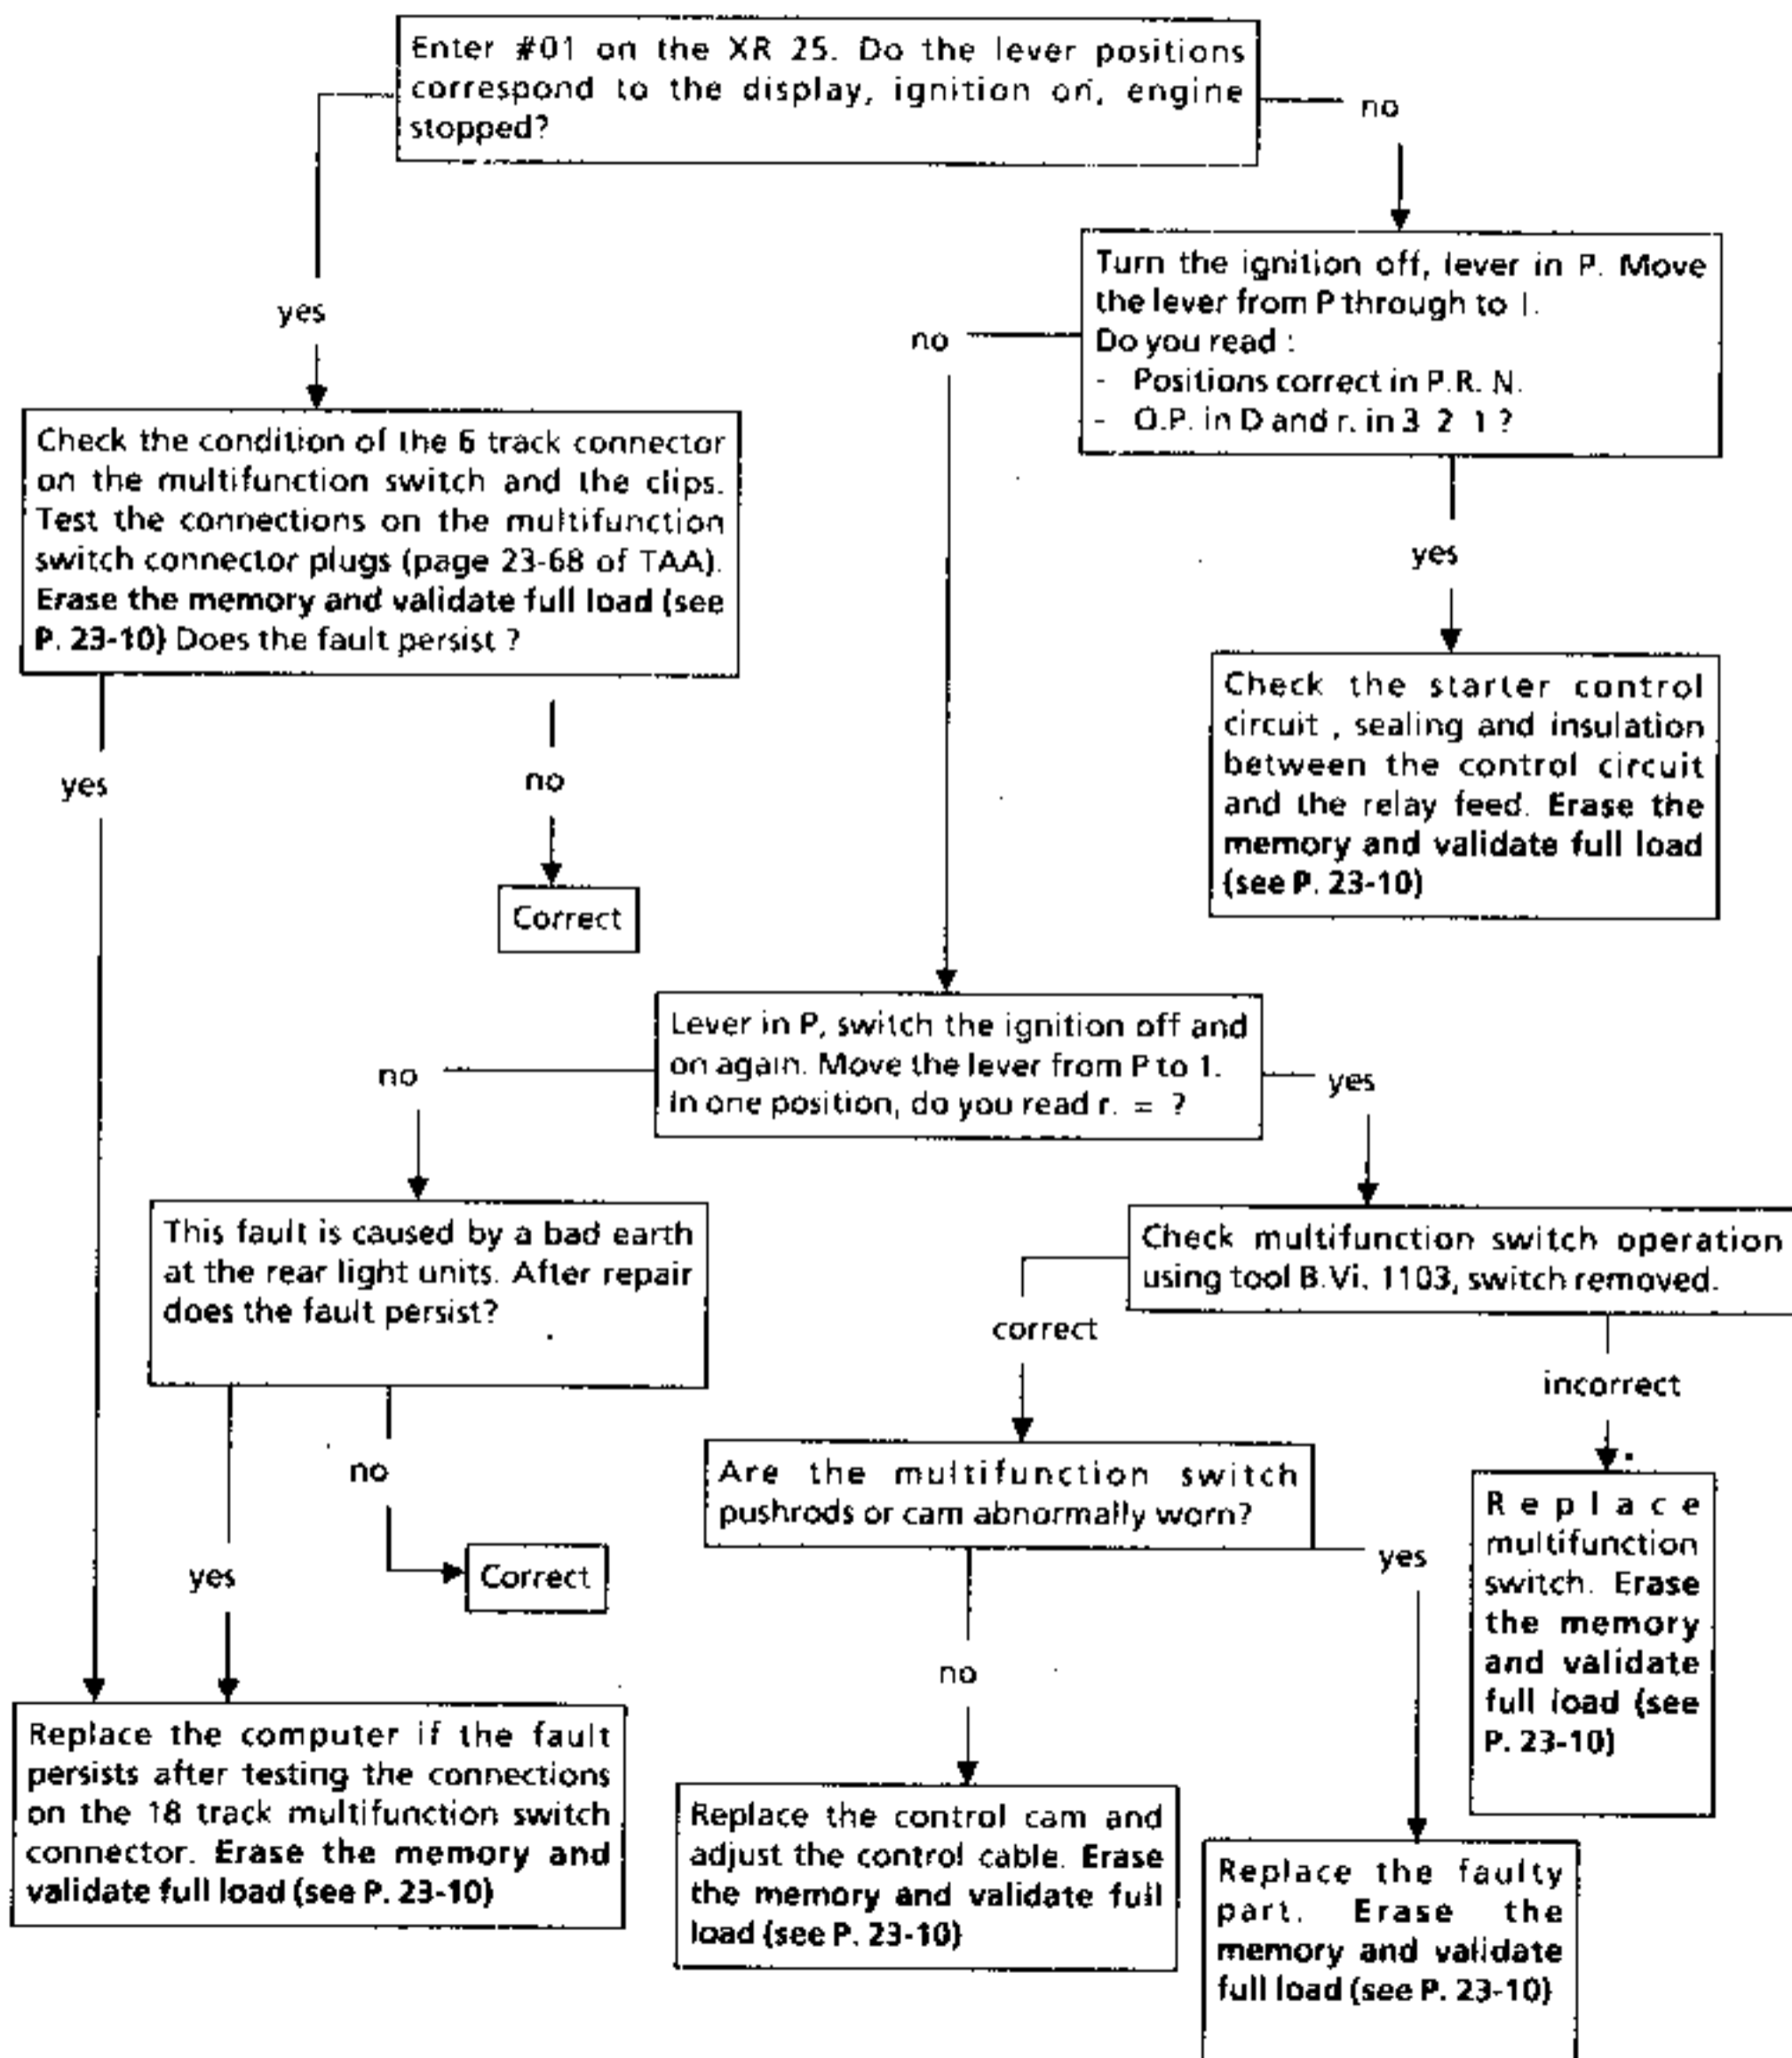 Enter #01 on the XR 25. Do the lever positions
correspond to the display, ignition on, engine
stopped?
no
yes
Turn the ignition off, lever in P. Move
the lever from P through to 1.
Do you read :
- Positions correct in P.R. N.
- O.P. in D and r. in 3 2 1 ?
no
yes
Check the condition of the 6 track connector
on the multifunction switch and the clips.
Test the connections on the multifunction
switch connector plugs (page 23-68 of TAA).
Erase the memory and validate full load (see
P. 23-10) Does the fault persist ?
yes
no
Correct
Check the starter control
circuit , sealing and insulation
between the control circuit
and the relay feed. Erase the
memory and validate full load
(see P. 23-10)
Lever in P, switch the ignition off and
on again. Move the lever from P to 1.
In one position, do you read r. = ?
no
yes
This fault is caused by a bad earth
at the rear light units. After repair
does the fault persist?
yes
no
Correct
Check multifunction switch operation
using tool B.Vi. 1103, switch removed.
correct
incorrect
Are the multifunction switch
pushrods or cam abnormally worn?
no
yes
Replace
multifunction
switch. Erase
the memory
and validate
full load (see
P. 23-10)
Replace the computer if the fault
persists after testing the connections
on the 18 track multifunction switch
connector. Erase the memory and
validate full load (see P. 23-10)
Replace the control cam and
adjust the control cable. Erase
the memory and validate full
load (see P. 23-10)
Replace the faulty
part. Erase the
memory and validate
full load (see P. 23-10)